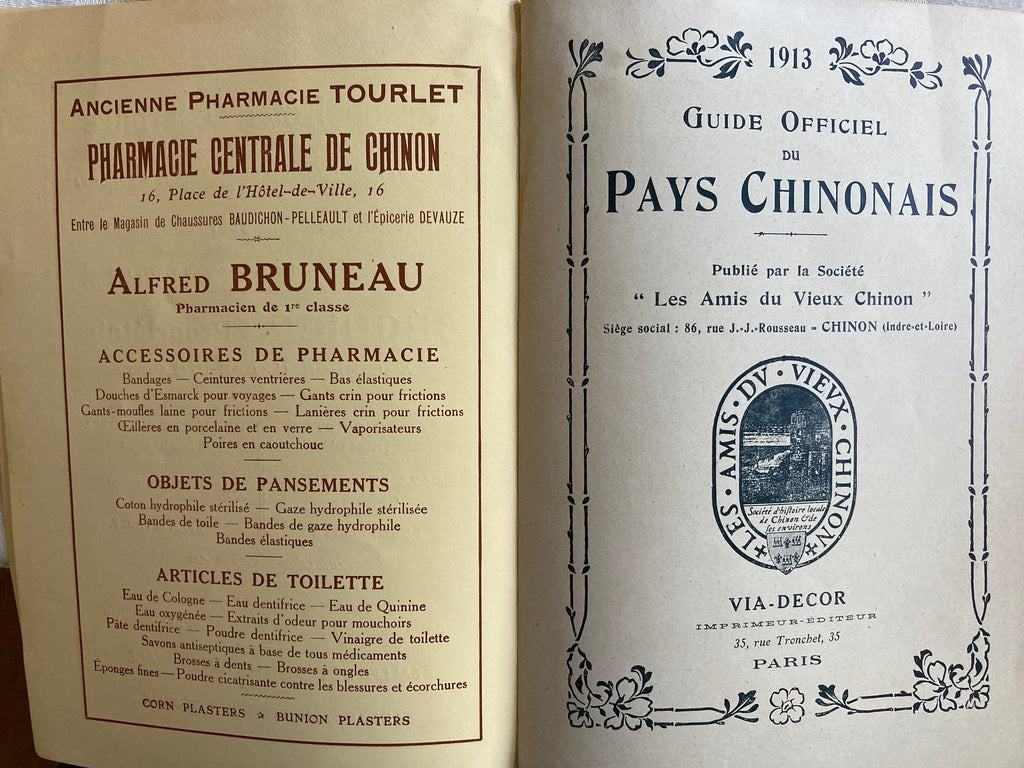 ANCIENNE PHARMACIE TOURLET
PHARMACIE CENTRALE DE CHINON
16, Place de l'Hôtel-de-Ville, 16
Entre le Magasin de Chaussures BAUDICHON-PELLEAULT et l'Épicerie DEVAUZE
ALFRED BRUNEAU
Pharmacien de 1re classe
ACCESSOIRES DE PHARMACIE
Bandages — Ceintures ventrières — Bas élastiques
Douches d'Esmarck pour voyages — Gants crin pour frictions
Gants-moufles laine pour frictions — Lanières crin pour frictions
Œillères en porcelaine et en verre — Vaporisateurs
Poires en caoutchouc
OBJETS DE PANSEMENTS
Coton hydrophile stérilisé — Gaze hydrophile stérilisée
Bandes de toile — Bandes de gaze hydrophile
Bandes élastiques
ARTICLES DE TOILETTE
Eau de Cologne — Eau dentifrice — Eau de Quinine
Eau oxygénée — Extraits d'odeur pour mouchoirs
Pâte dentifrice — Poudre dentifrice — Vinaigre de toilette
Savons antiseptiques à base de tous médicaments
Brosses à dents — Brosses à ongles
Éponges fines — Poudre cicatrisante contre les blessures et écorchures
CORN PLASTERS ☆ BUNION PLASTERS
1913
GUIDE OFFICIEL
DU
PAYS CHINONAIS
Publié par la Société
“ Les Amis du Vieux Chinon ”
Siège social : 86, rue J.-J.-Rousseau - CHINON (Indre-et-Loire)
LES · AMIS · DV · VIEVX · CHINON
Société d'histoire locale
de Chinon & de
ses environs
VIA-DECOR
IMPRIMEUR-ÉDITEUR
35, rue Tronchet, 35
PARIS